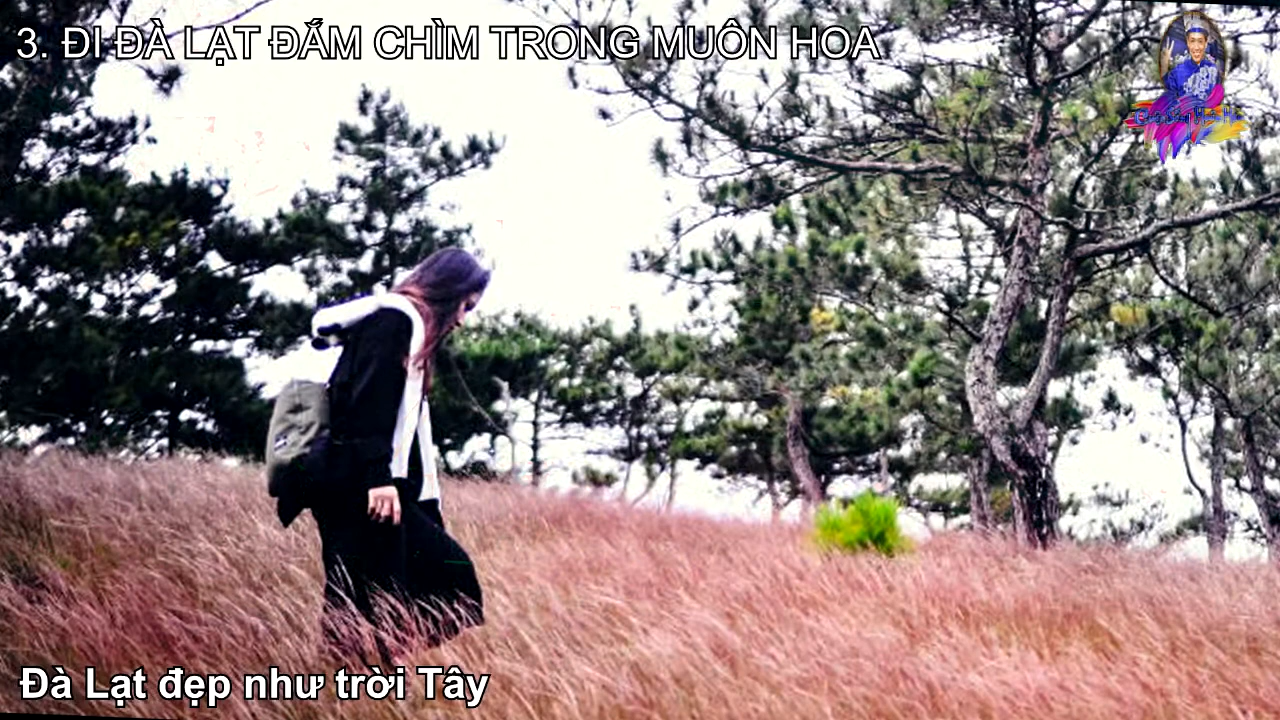 3. ĐI ĐÀ LẠT ĐẮM CHÌM TRONG MUÔN HOA
Đà Lạt đẹp như trời Tây